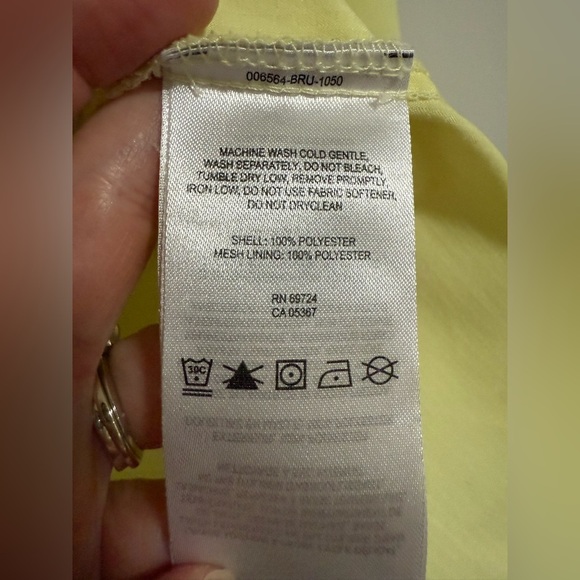 006564-BRU-1050
MACHINE WASH COLD GENTLE,
WASH SEPARATELY, DO NOT BLEACH,
TUMBLE DRY LOW, REMOVE PROMPTLY,
IRON LOW, DO NOT USE FABRIC SOFTENER,
DO NOT DRYCLEAN
SHELL: 100% POLYESTER
MESH LINING: 100% POLYESTER
RN 69724
CA 05367
30C